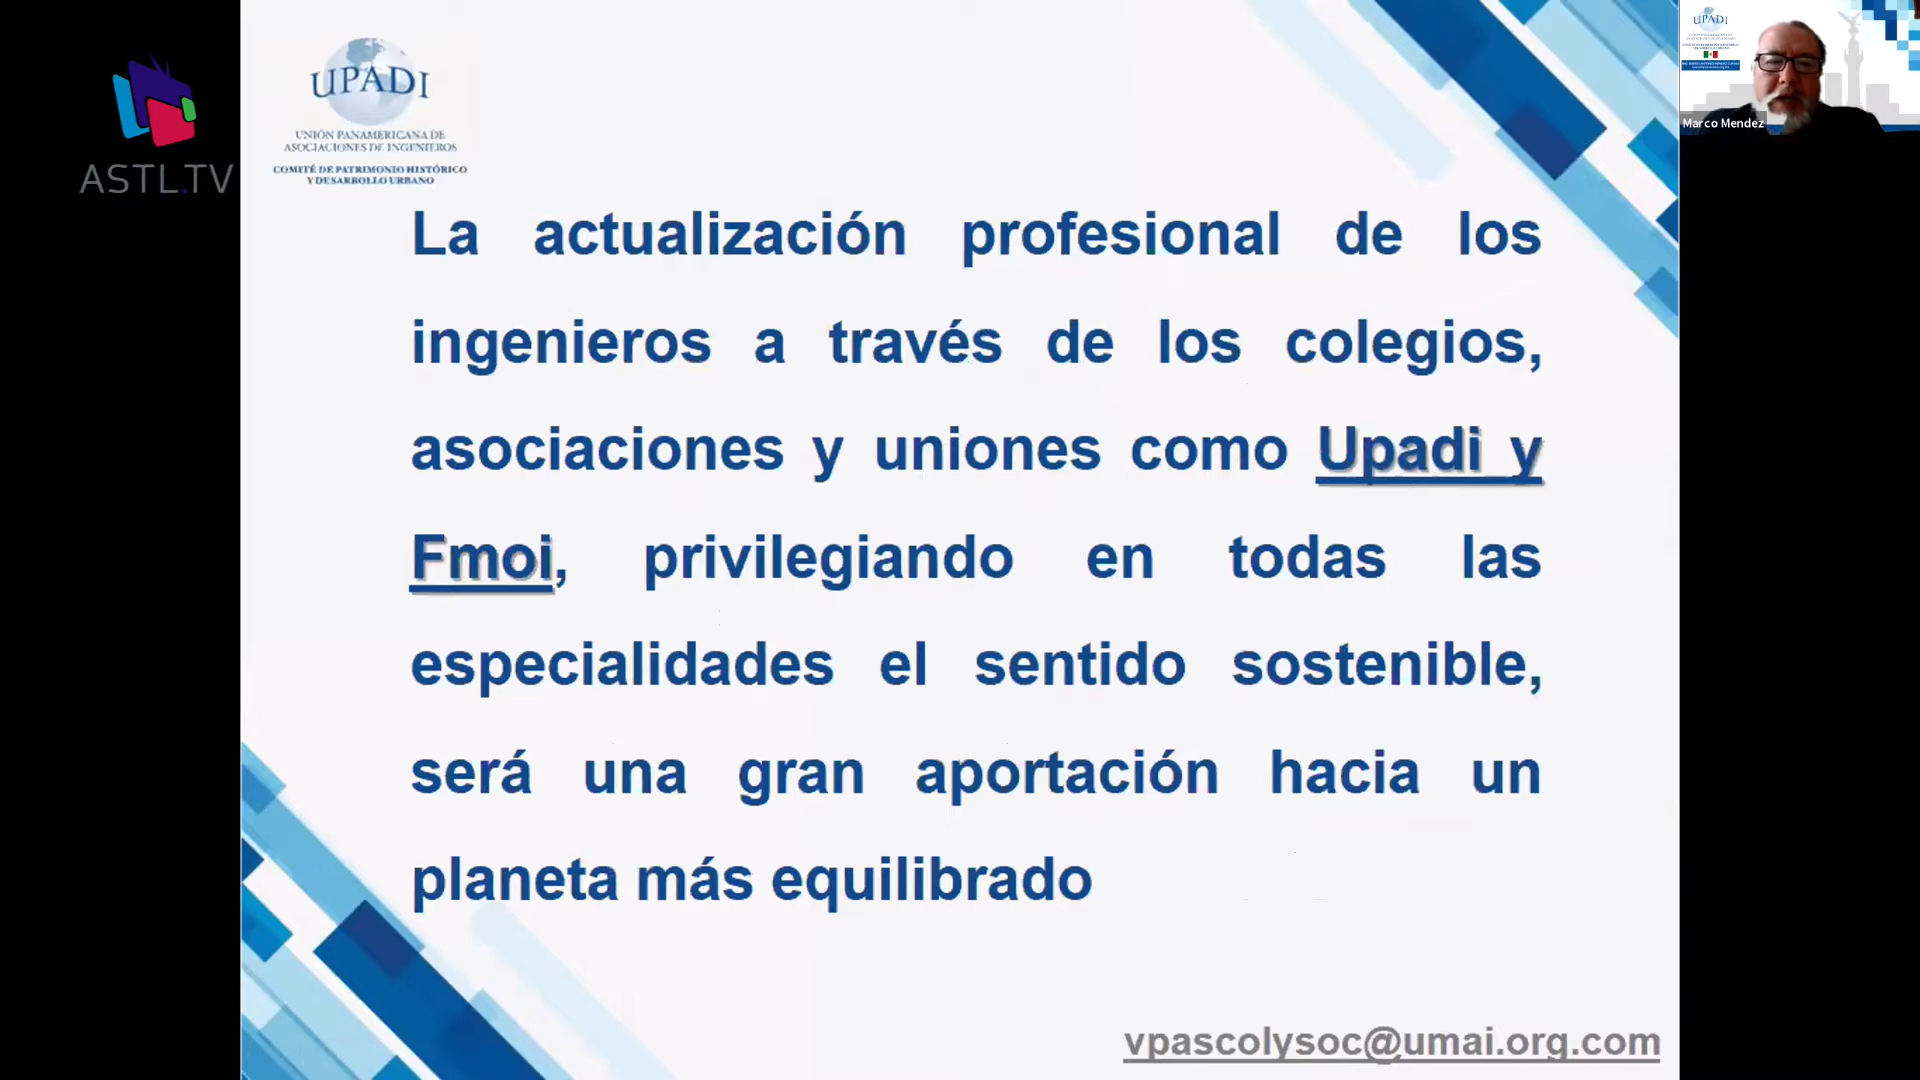 ASTL.TV
UPADI
UNIÓN PANAMERICANA DE
ASOCIACIONES DE INGENIEROS
COMITÉ DE PATRIMONIO HISTÓRICO
Y DESARROLLO URBANO
La actualización profesional de los
ingenieros a través de los colegios,
asociaciones y uniones como Upadi y
Fmoi, privilegiando en todas las
especialidades el sentido sostenible,
será una gran aportación hacia un
planeta más equilibrado
vpascolysoc@umai.org.com
UPADI
Marco Mendez